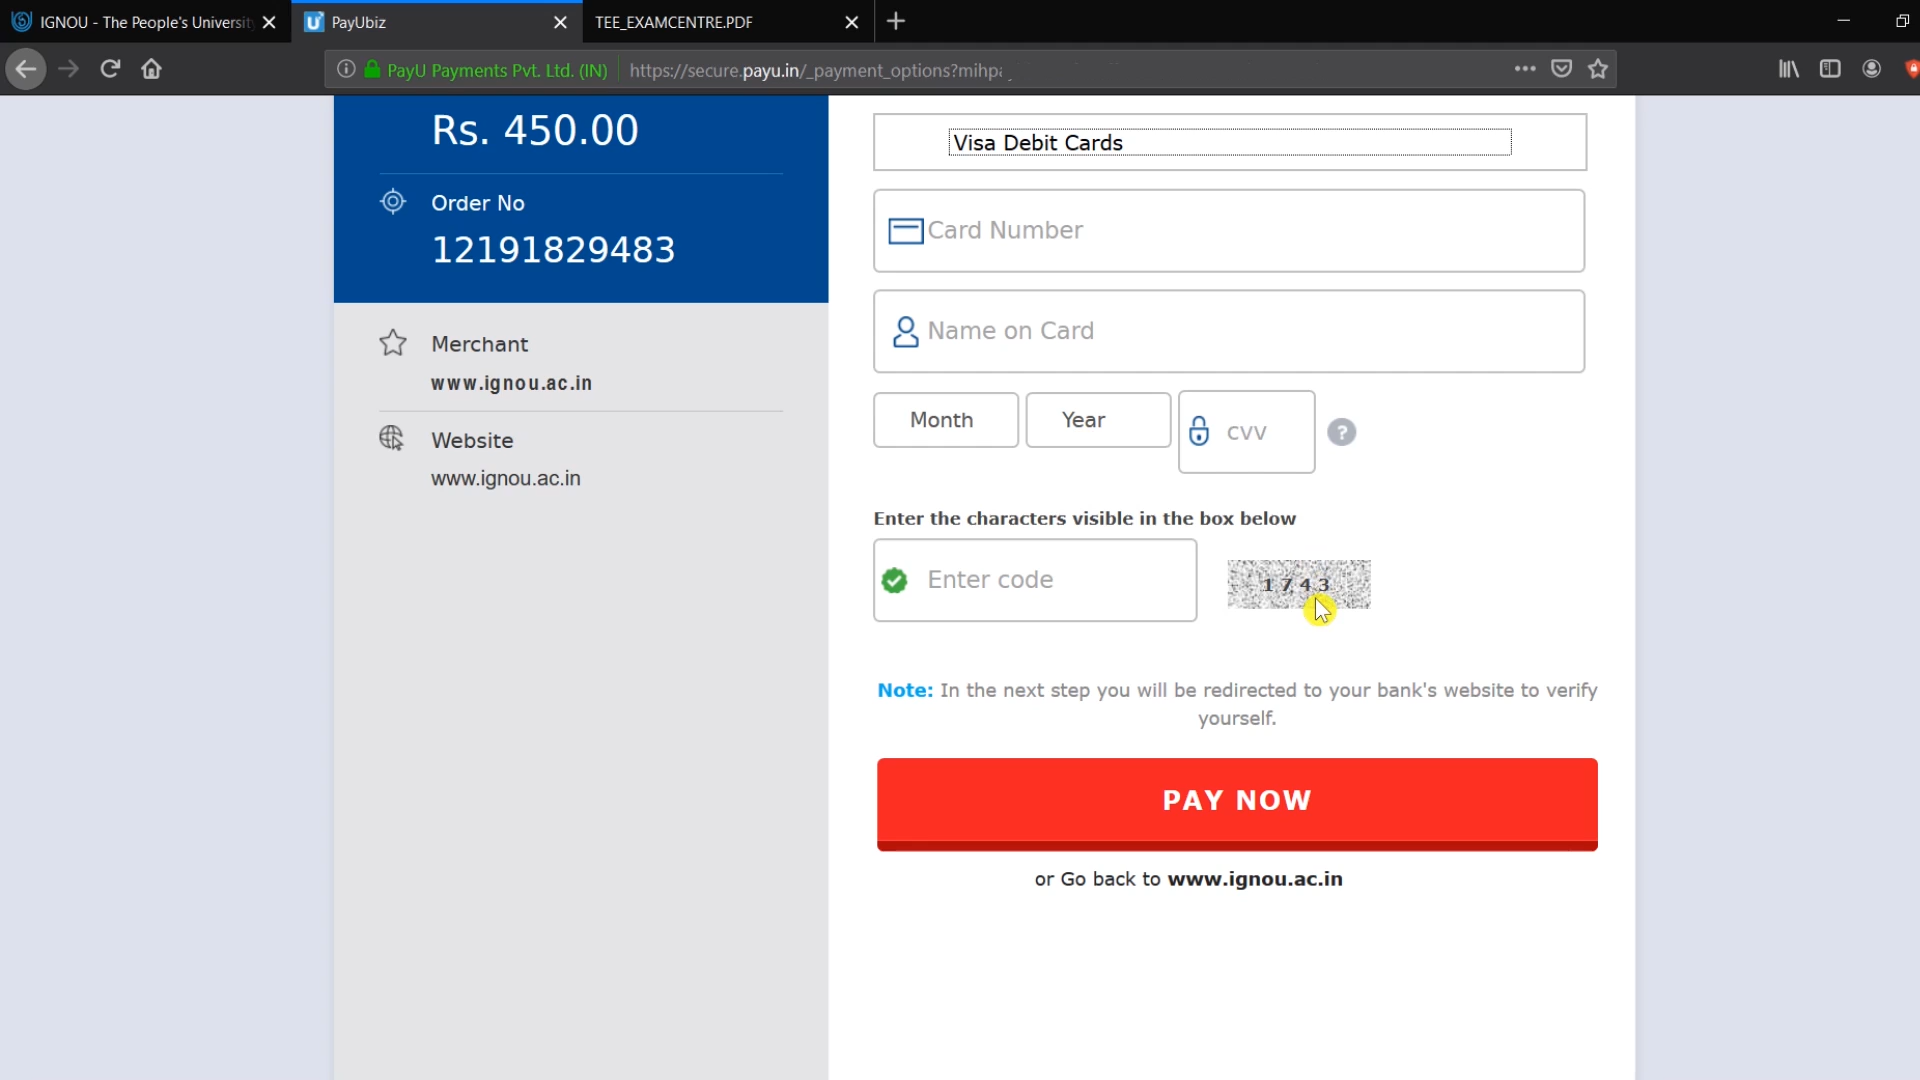 IGNOU - The People's Universit
PayUbiz
TEE_EXAMCENTRE.PDF
PayU Payments Pvt. Ltd. (IN)
https://secure.payu.in/_payment_options?mihpa
Rs. 450.00
Order No
12191829483
Merchant
www.ignou.ac.in
Website
www.ignou.ac.in
Visa Debit Cards
Card Number
Name on Card
Month Year CVV ?
Enter the characters visible in the box below
Enter code
1743
Note: In the next step you will be redirected to your bank's website to verify
yourself.
PAY NOW
or Go back to www.ignou.ac.in